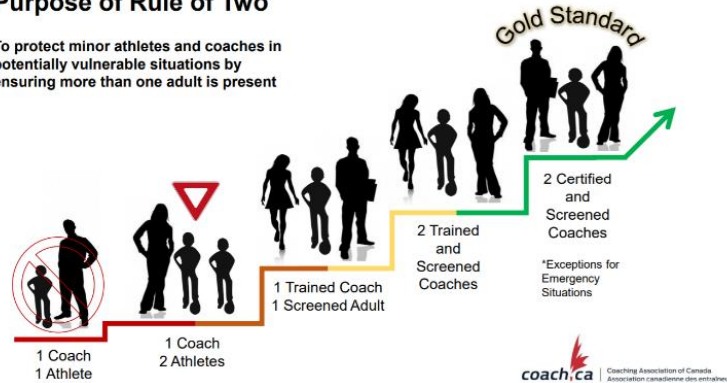 Purpose of Rule of Two
To protect minor athletes and coaches in
potentially vulnerable situations by
ensuring more than one adult is present
Gold Standard
1 Coach
1 Athlete
1 Coach
2 Athletes
1 Trained Coach
1 Screened Adult
2 Trained
and
Screened
Coaches
2 Certified
and
Screened
Coaches
*Exceptions for
Emergency
Situations
coach.ca
Coaching Association of Canada
Association canadienne des entraîneurs